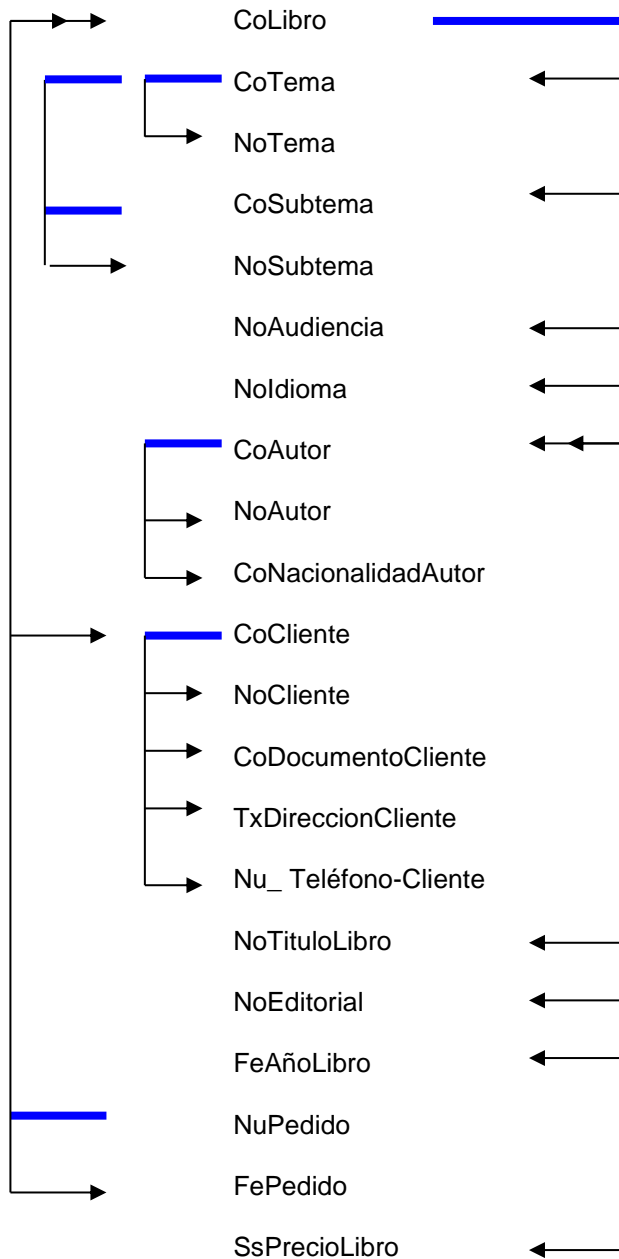 CoLibro
CoTema
NoTema
CoSubtema
NoSubtema
NoAudiencia
NoIdioma
CoAutor
NoAutor
CoNacionalidadAutor
CoCliente
NoCliente
CoDocumentoCliente
TxDireccionCliente
Nu_ Teléfono-Cliente
NoTituloLibro
NoEditorial
FeAñoLibro
NuPedido
FePedido
SsPrecioLibro